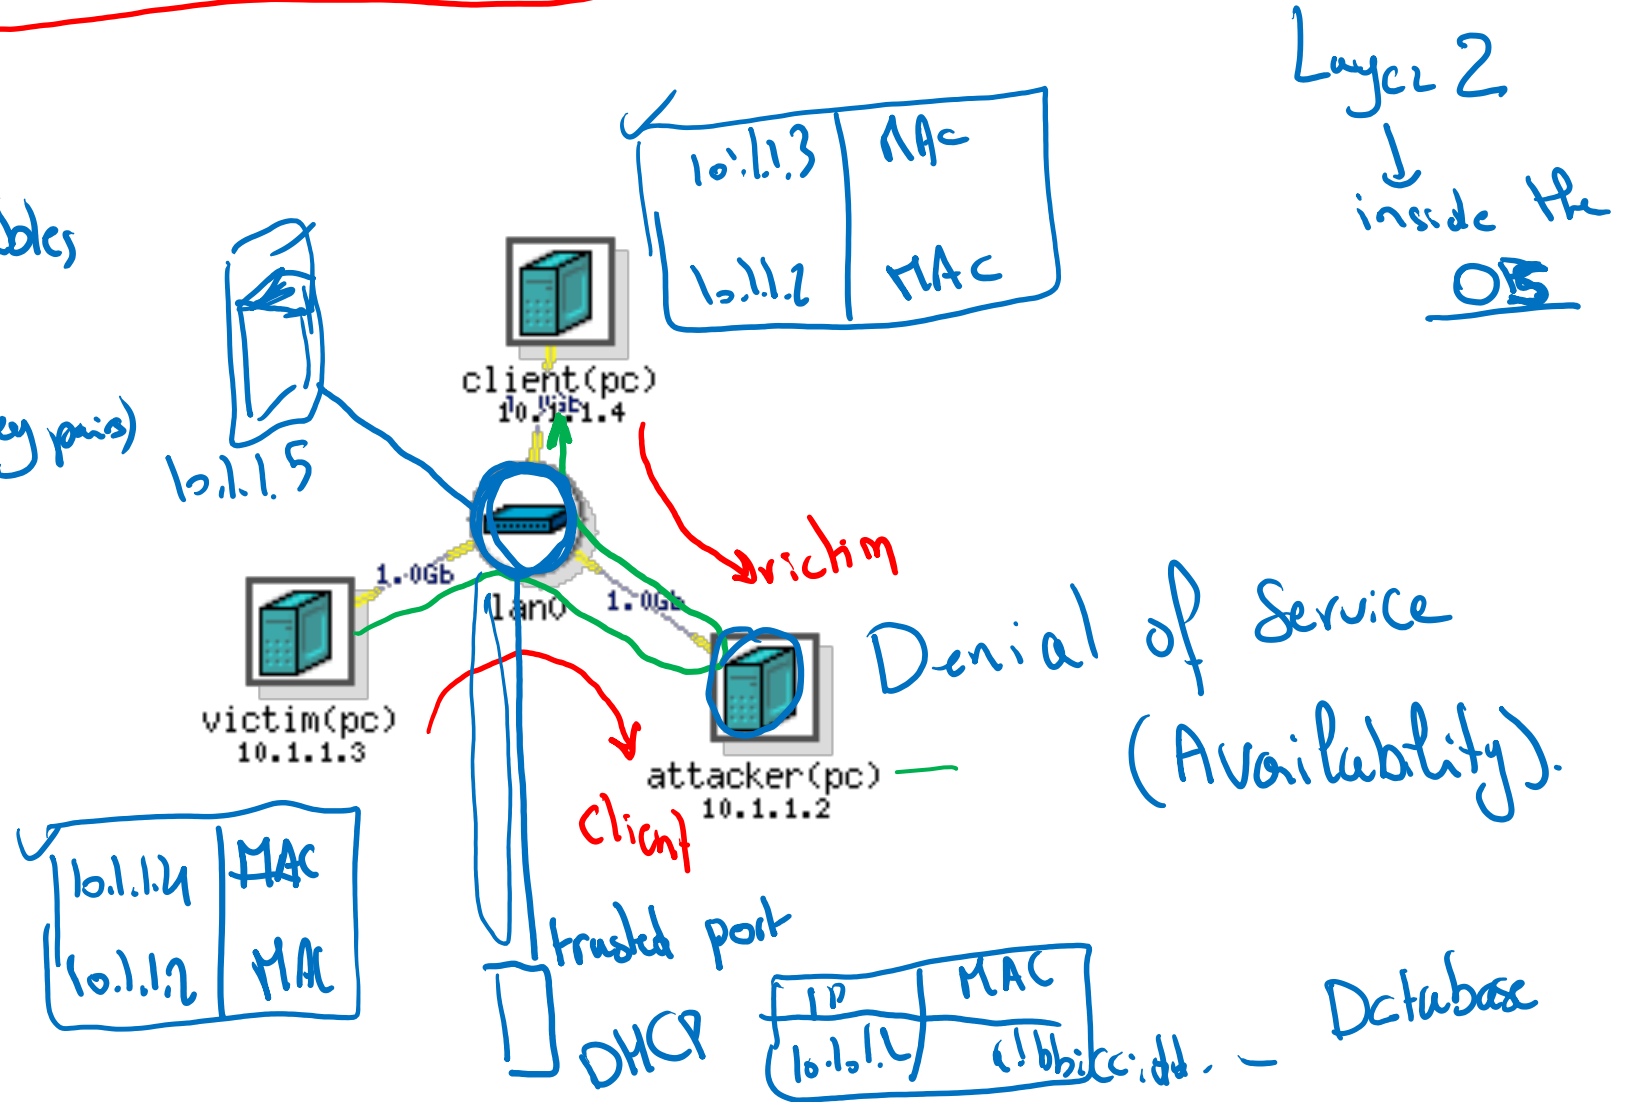 Layer 2
inside the
OS
10.1.1.3 MAC
10.1.1.2 MAC
client(pc)
10.1.1.4
key pairs)
10.1.1.5
victim
1.0Gb
lan0
1.0Gb
Denial of Service
(Availability).
victim(pc)
10.1.1.3
attacker(pc)
10.1.1.2
client
10.1.1.4 MAC
10.1.1.2 MAC
trusted port
DHCP
IP MAC
10.1.1.2
Database